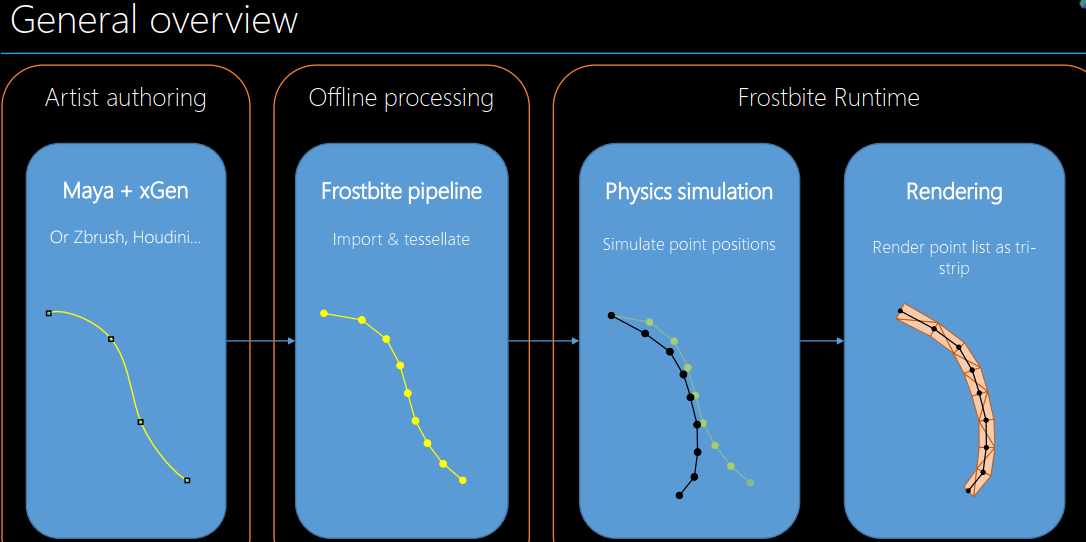 General overview
Artist authoring
Offline processing
Frostbite Runtime
Maya + xGen
Or Zbrush, Houdini...
Frostbite pipeline
Import & tessellate
Physics simulation
Simulate point positions
Rendering
Render point list as tri-
strip